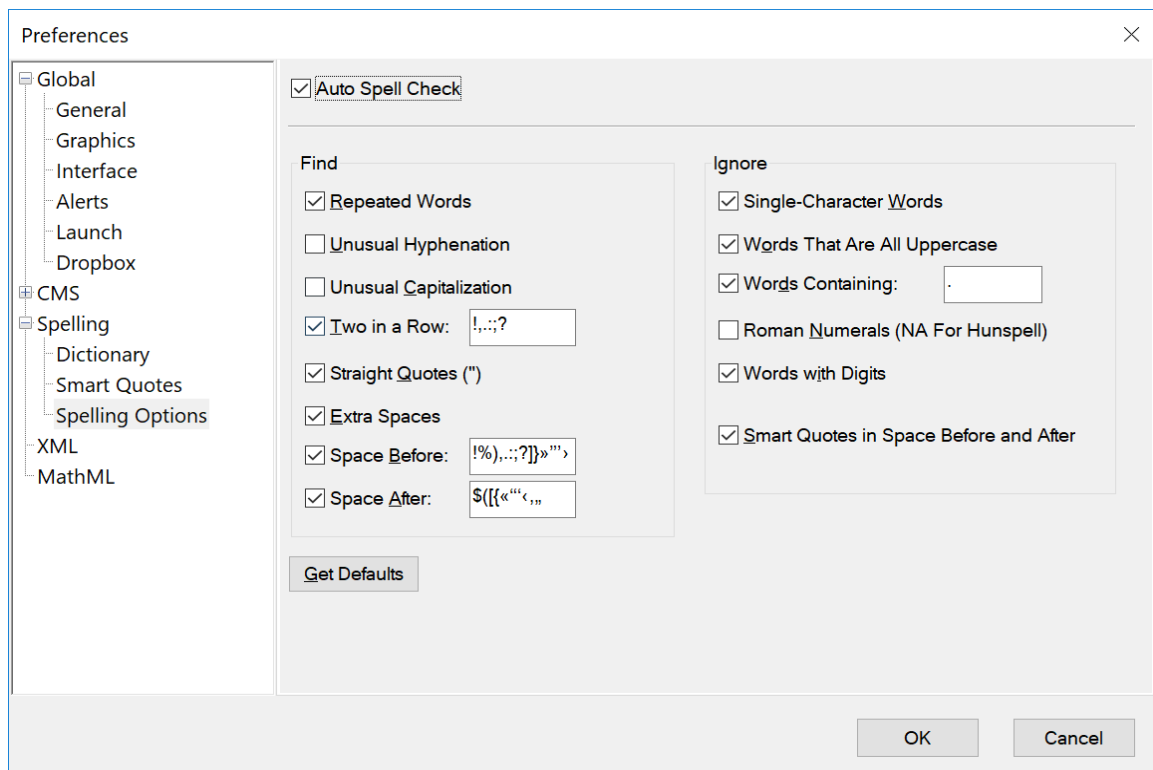 Preferences
Global
General
Graphics
Interface
Alerts
Launch
Dropbox
CMS
Spelling
Dictionary
Smart Quotes
Spelling Options
XML
MathML
Auto Spell Check
Find
Repeated Words
Unusual Hyphenation
Unusual Capitalization
Two in a Row: !,.:;?
Straight Quotes (")
Extra Spaces
Space Before: !%),.:;?]}»”’›
Space After: $([{«“‘‹‚„
Get Defaults
Ignore
Single-Character Words
Words That Are All Uppercase
Words Containing: .
Roman Numerals (NA For Hunspell)
Words with Digits
Smart Quotes in Space Before and After
OK
Cancel